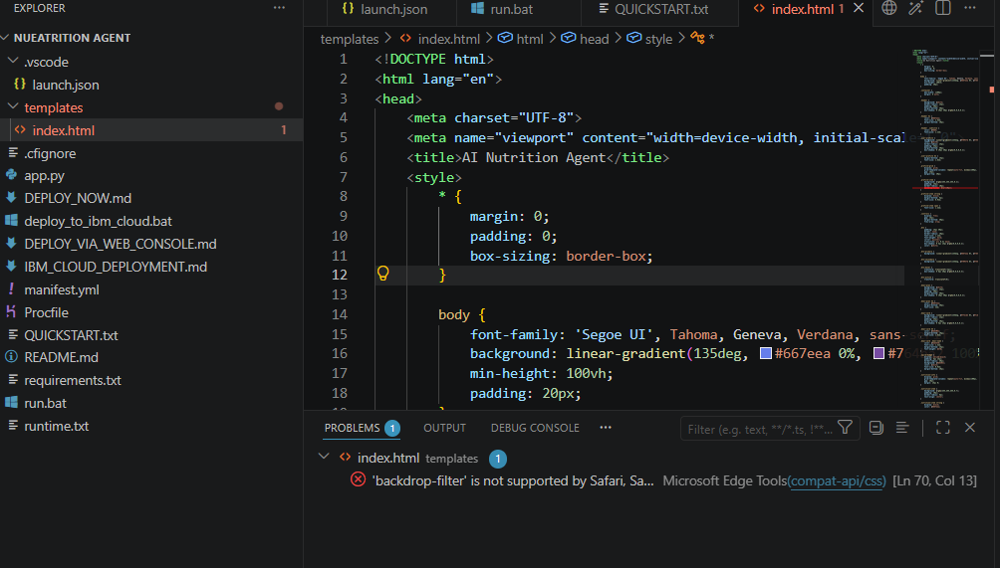 EXPLORER ···
NUEATRITION AGENT
.vscode
{} launch.json
templates
<> index.html 1
.cfignore
app.py
DEPLOY_NOW.md
deploy_to_ibm_cloud.bat
DEPLOY_VIA_WEB_CONSOLE.md
IBM_CLOUD_DEPLOYMENT.md
! manifest.yml
Procfile
QUICKSTART.txt
README.md
requirements.txt
run.bat
runtime.txt
{} launch.json run.bat QUICKSTART.txt <> index.html 1 ···
templates > <> index.html > html > head > style > *
1 <!DOCTYPE html>
2 <html lang="en">
3 <head>
4 <meta charset="UTF-8">
5 <meta name="viewport" content="width=device-width, initial-scale
6 <title>AI Nutrition Agent</title>
7 <style>
8 * {
9 margin: 0;
10 padding: 0;
11 box-sizing: border-box;
12 }
13
14 body {
15 font-family: 'Segoe UI', Tahoma, Geneva, Verdana, sans-
16 background: linear-gradient(135deg, #667eea 0%, #7
17 min-height: 100vh;
18 padding: 20px;
PROBLEMS 1 OUTPUT DEBUG CONSOLE ··· Filter (e.g. text, **/*.ts, !**...
<> index.html templates 1
'backdrop-filter' is not supported by Safari, Sa... Microsoft Edge Tools(compat-api/css) [Ln 70, Col 13]